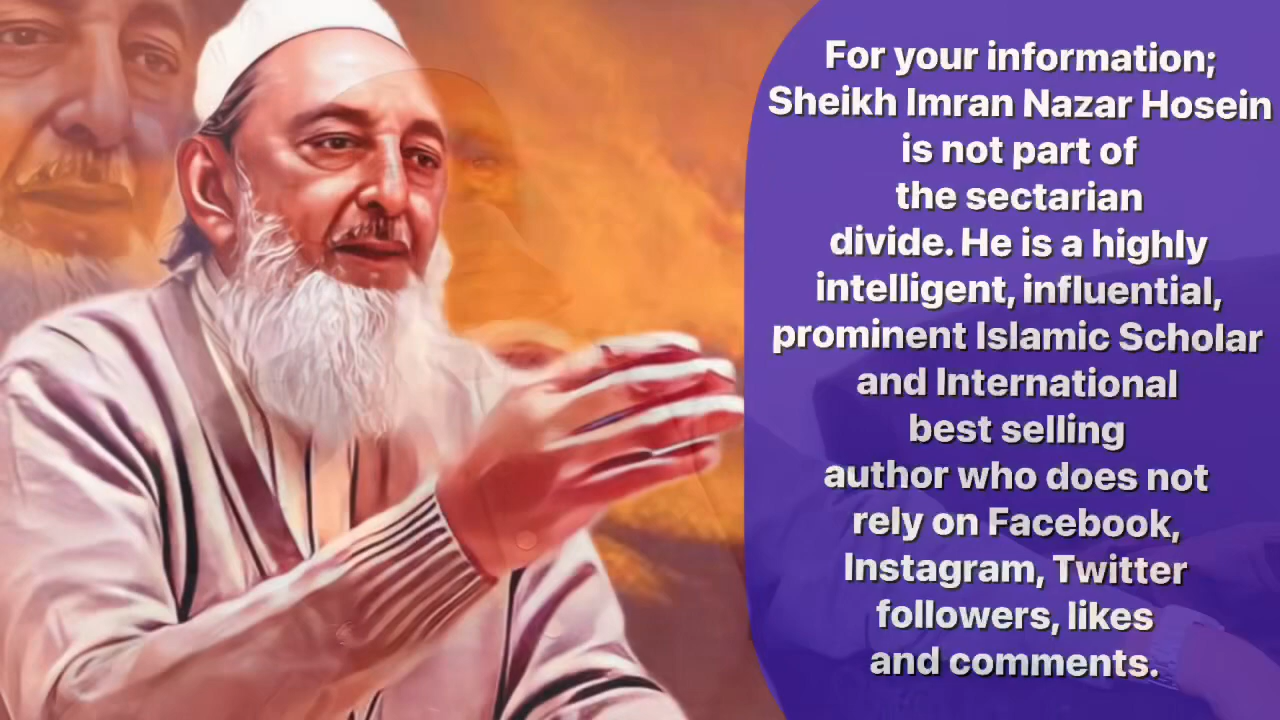 For your information;
Sheikh Imran Nazar Hosein
is not part of
the sectarian
divide. He is a highly
intelligent, influential,
prominent Islamic Scholar
and International
best selling
author who does not
rely on Facebook,
Instagram, Twitter
followers, likes
and comments.